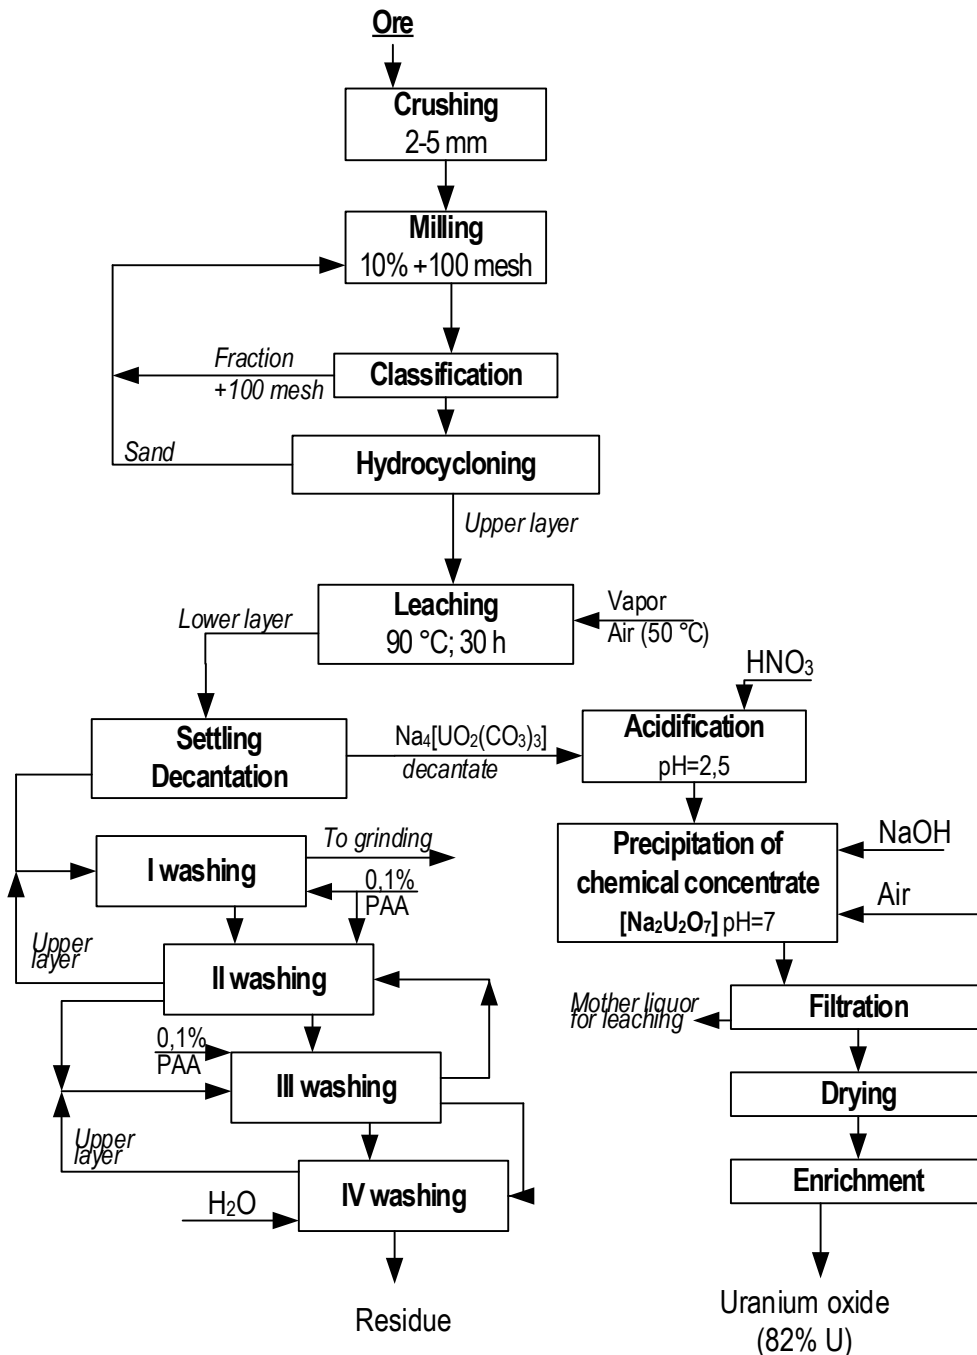 Ore
Crushing
2-5 mm
Milling
10% +100 mesh
Fraction
+100 mesh
Classification
Sand
Hydrocycloning
Upper layer
Lower layer
Leaching
90 °C; 30 h
Vapor
Air (50 °C)
HNO₃
Settling
Decantation
Na₄[UO₂(CO₃)₃]
decantate
Acidification
pH=2,5
I washing
To grinding
0,1%
PAA
Precipitation of
chemical concentrate
[Na₂U₂O₇] pH=7
NaOH
Air
Upper
layer
II washing
Mother liquor
for leaching
Filtration
0,1%
PAA
III washing
Drying
Upper
layer
IV washing
H₂O
Enrichment
Residue
Uranium oxide
(82% U)